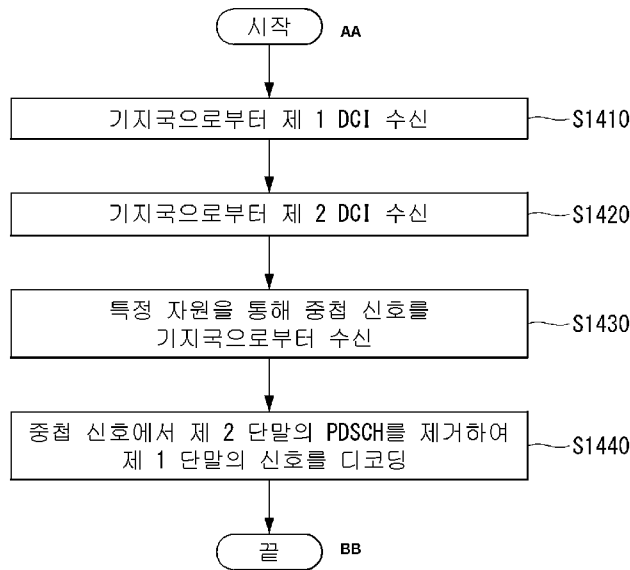 시작 AA
기지국으로부터 제 1 DCI 수신 S1410
기지국으로부터 제 2 DCI 수신 S1420
특정 자원을 통해 중첩 신호를
기지국으로부터 수신 S1430
중첩 신호에서 제 2 단말의 PDSCH를 제거하여
제 1 단말의 신호를 디코딩 S1440
끝 BB